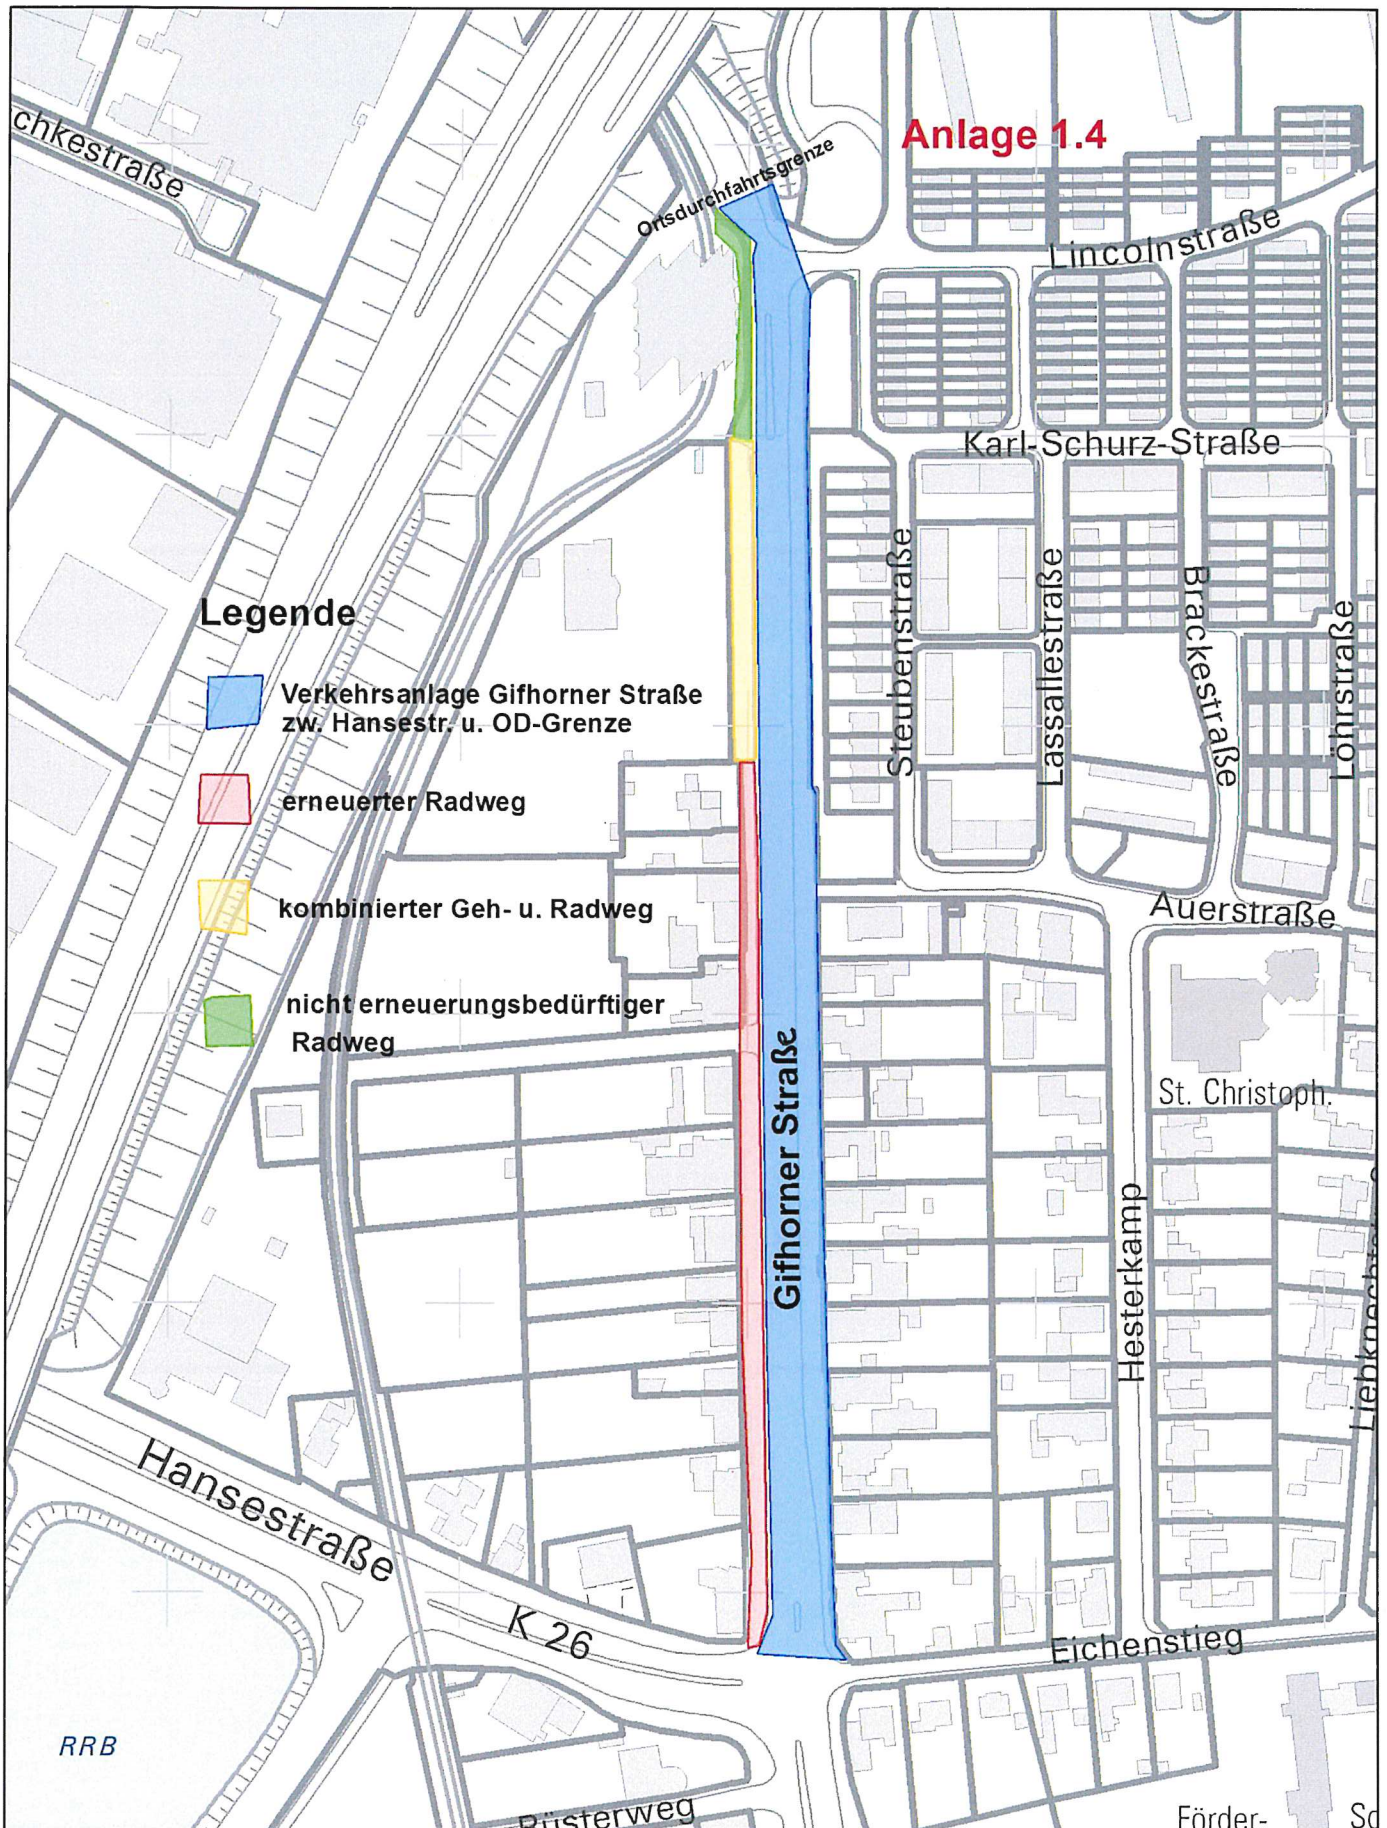 Anlage 1.4
chkestraße
Ortsdurchfahrtsgrenze
Lincolnstraße
Karl-Schurz-Straße
Steubenstraße
Lassallestraße
Brackestraße
Löhrstraße
Legende
Verkehrsanlage Gifhorner Straße
zw. Hansestr. u. OD-Grenze
erneuerter Radweg
kombinierter Geh- u. Radweg
nicht erneuerungsbedürftiger
Radweg
Auerstraße
St. Christoph.
Gifhorner Straße
Hesterkamp
Hansestraße
K 26
Eichenstieg
RRB
Rüsterweg
Förder-